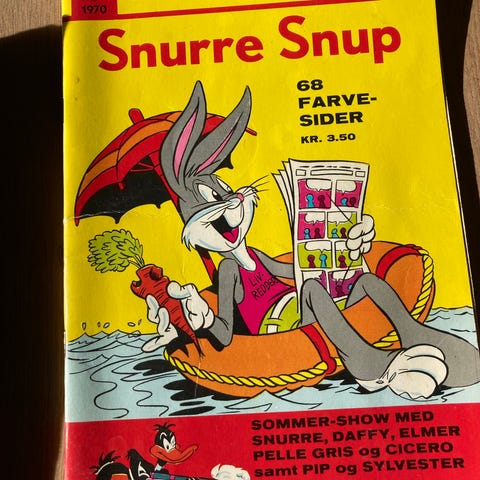 1970
Snurre Snup
68
FARVE-
SIDER
KR. 3.50
LIV
REDDER
SOMMER-SHOW MED
SNURRE, DAFFY, ELMER
PELLE GRIS og CICERO
samt PIP og SYLVESTER